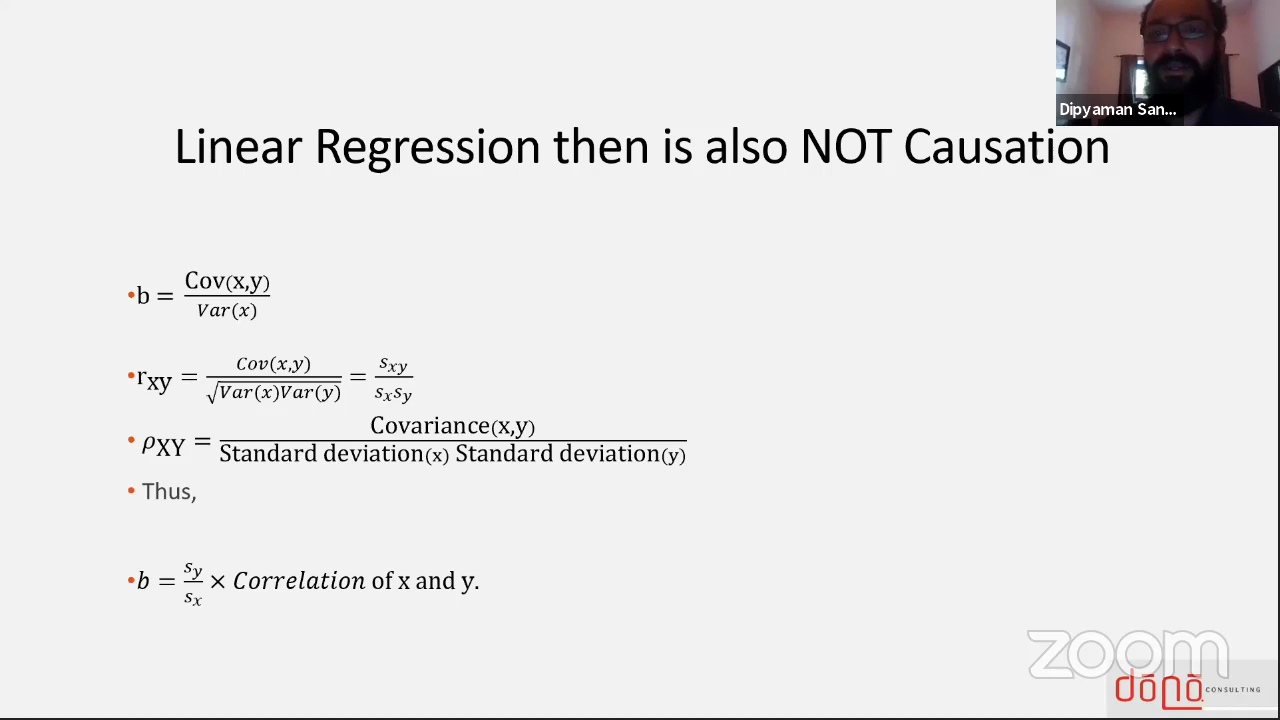 Dipyaman San...
Linear Regression then is also NOT Causation
•b = Cov(x,y) / Var(x)
•rxy = Cov(x,y) / √Var(x)Var(y) = sxy / sxsy
• ρXY = Covariance(x,y) / Standard deviation(x) Standard deviation(y)
• Thus,
•b = sy / sx × Correlation of x and y.
zoom
dōnō CONSULTING